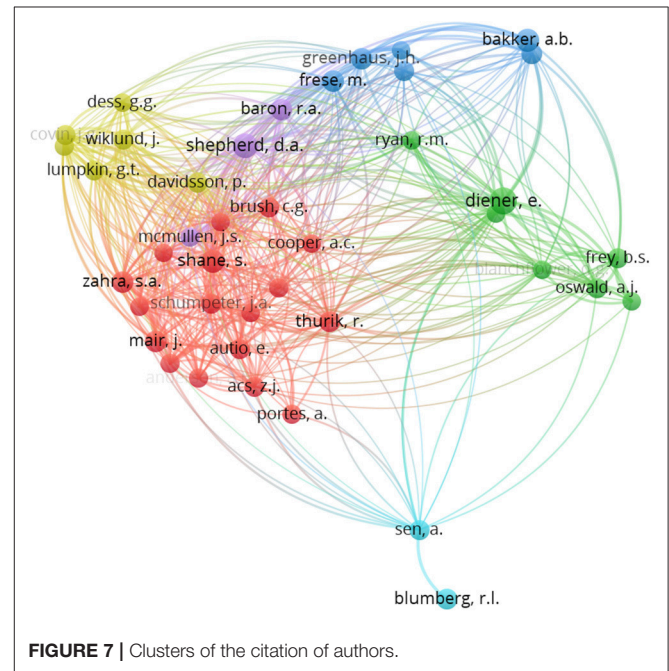 bakker, a.b.
greenhaus, j.h.
frese, m.
dess, g.g.
baron, r.a.
covin, j.g.
wiklund, j.
shepherd, d.a.
ryan, r.m.
lumpkin, g.t.
davidsson, p.
diener, e.
brush, c.g.
mcmullen, j.s.
cooper, a.c.
shane, s.
frey, b.s.
zahra, s.a.
oswald, a.j.
schumpeter, j.a.
thurik, r.
mair, j.
autio, e.
acs, z.j.
portes, a.
sen, a.
blumberg, r.l.
FIGURE 7 | Clusters of the citation of authors.